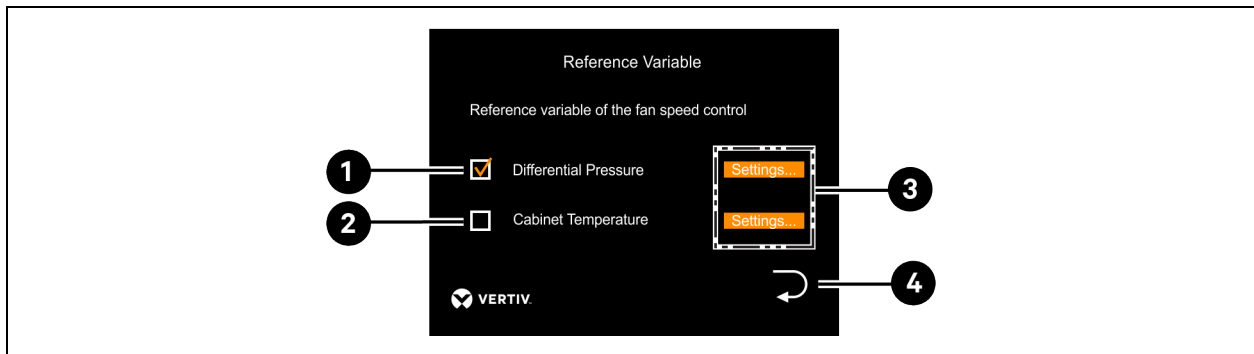 Reference Variable
Reference variable of the fan speed control
1 Differential Pressure Settings... 3
2 Cabinet Temperature Settings...
VERTIV. 4